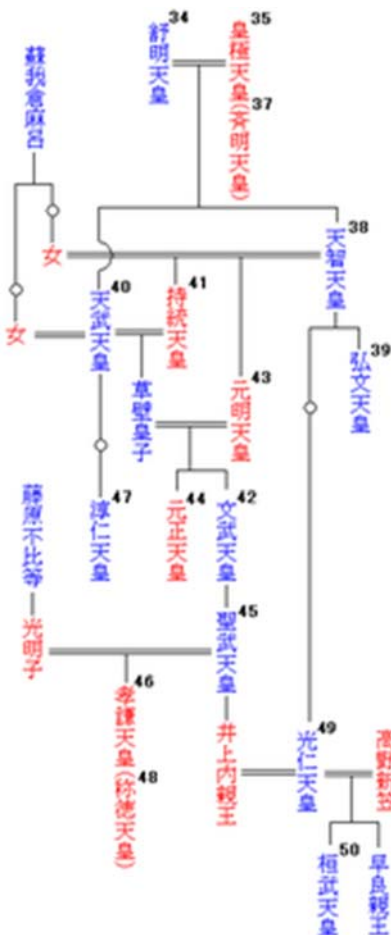 34
舒明天皇
35
皇極天皇(斉明天皇)
37
蘇我倉麻呂
女
38
天智天皇
40
天武天皇
41
持統天皇
女
39
弘文天皇
43
元明天皇
草壁皇子
47
淳仁天皇
44
元正天皇
42
文武天皇
藤原不比等
45
聖武天皇
光明子
46
孝謙天皇(称徳天皇)
48
井上内親王
49
光仁天皇
高野新笠
50
桓武天皇
早良親王